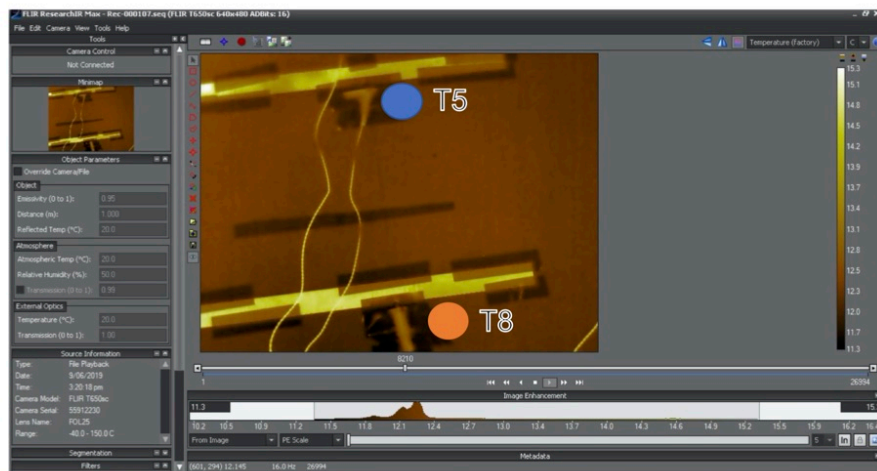 FLIR ResearchIR Max - Rec-000107.seq (FLIR T650sc 640x480 ADBits: 16)
File Edit Camera View Tools Help
Tools
Camera Control
Not Connected
Minimap
Object Parameters
Override Camera/File
Object
Emissivity (0 to 1): 0.95
Distance (m): 1.000
Reflected Temp (°C): 20.0
Atmosphere
Atmospheric Temp (°C): 20.0
Relative Humidity (%): 50.0
Transmission (0 to 1): 0.99
External Optics
Temperature (°C): 20.0
Transmission (0 to 1): 1.00
Source Information
Type: File Playback
Date: 9/06/2019
Time: 3:20:18 pm
Camera Model: FLIR T650sc
Camera Serial: 55912230
Lens Name: FOL25
Range: -40.0 - 150.0 C
Segmentation
Filters
Temperature (Factory) C
T5
T8
15.3
15.1
14.8
14.5
14.2
13.9
13.7
13.4
13.1
12.8
12.5
12.3
12.0
11.7
11.3
8210
1 26994
Image Enhancement
11.3
10.2 10.5 10.9 11.2 11.5 11.8 12.1 12.4 12.7 13.0 13.3 13.7 14.0 14.3 14.6 14.9 15.2 15.5 15.9 16.2
From Image PE Scale 5 In
Metadata
(601, 294) 12.145 16.0 Hz 26994